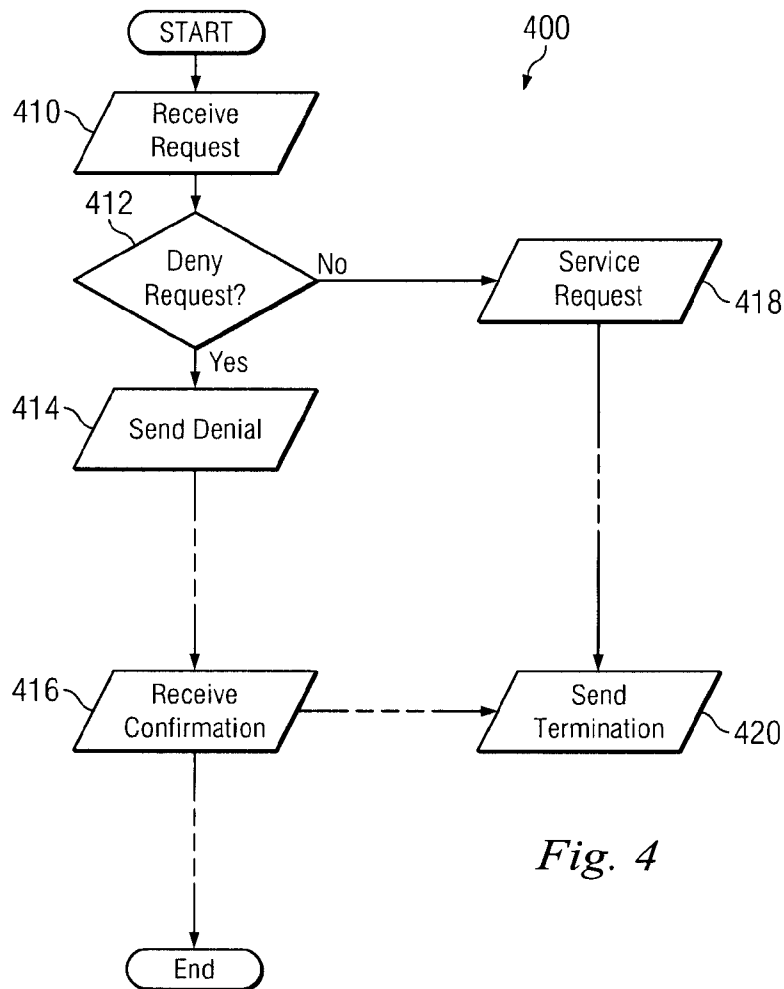 START
400
410
Receive
Request
412
Deny
Request?
No
Service
Request
418
Yes
414
Send Denial
416
Receive
Confirmation
Send
Termination
420
Fig. 4
End